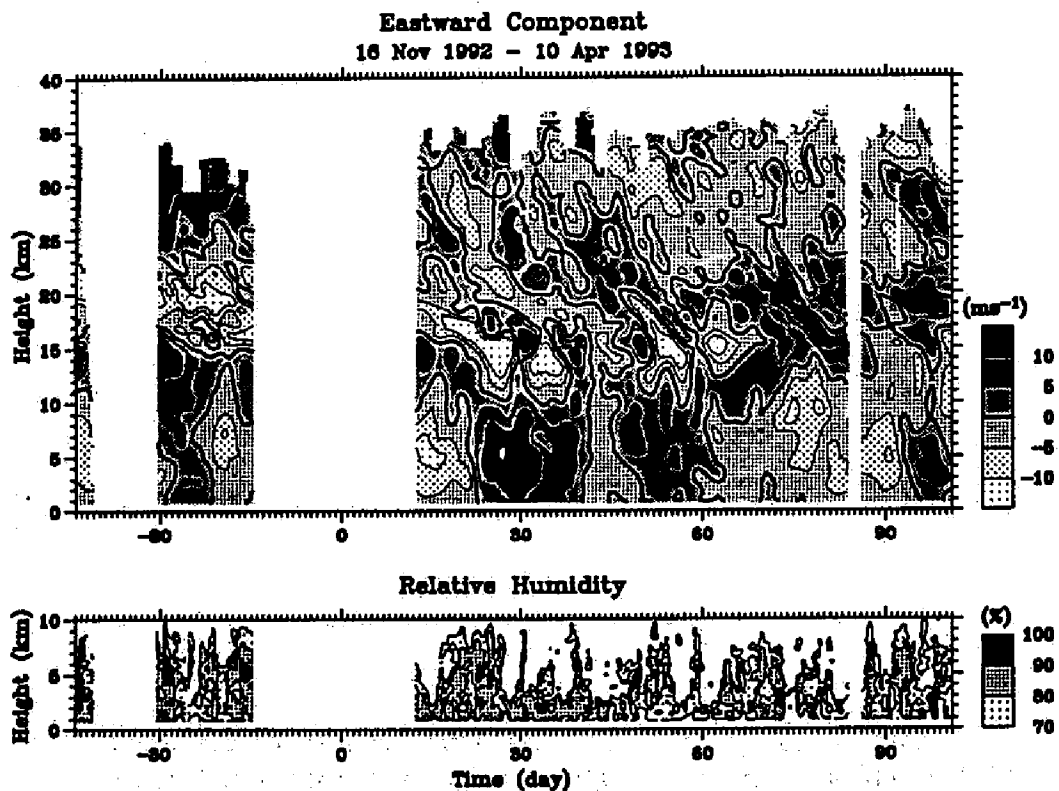 Eastward Component
16 Nov 1992 - 10 Apr 1993
Height (km)
40
35
30
25
20
15
10
5
0
-30 0 30 60 90
(ms⁻¹)
10
5
0
-5
-10
Relative Humidity
Height (km)
10
5
0
-30 0 30 60 90
Time (day)
(%)
100
90
80
70